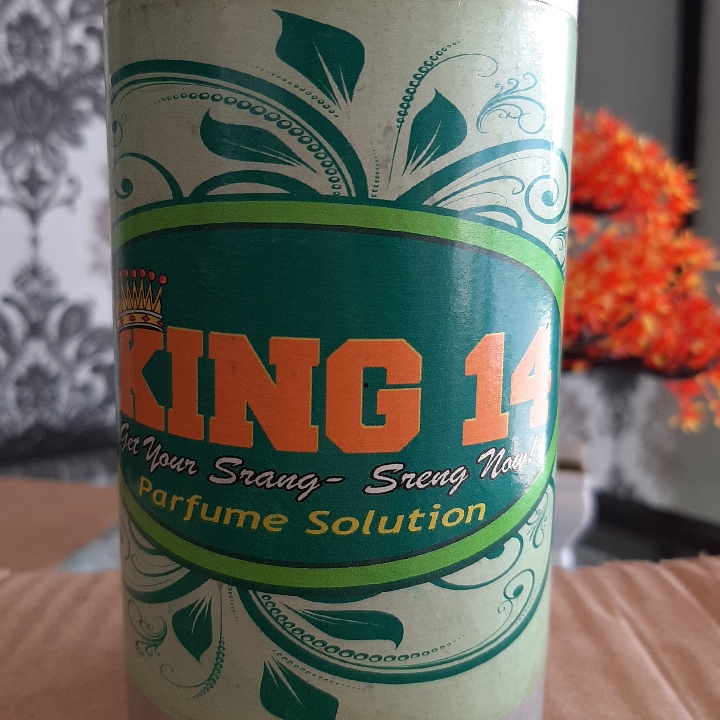 KING 14
Get Your Srang- Sreng Now!!
Parfume Solution